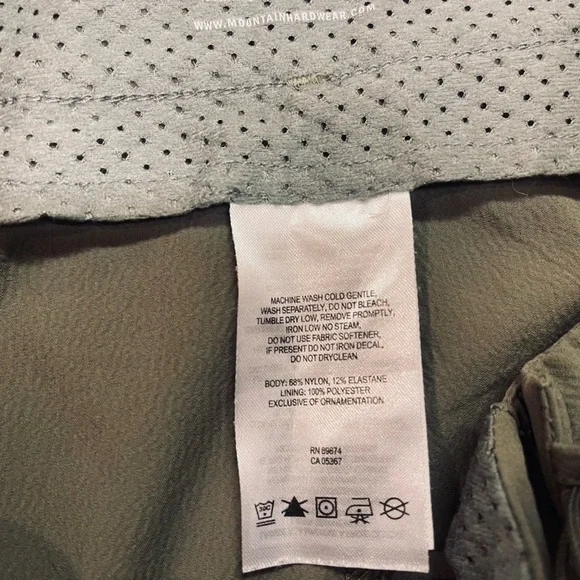 WWW.MOUNTAINHARDWEAR.COM
MACHINE WASH COLD GENTLE,
WASH SEPARATELY, DO NOT BLEACH,
TUMBLE DRY LOW, REMOVE PROMPTLY,
IRON LOW NO STEAM,
DO NOT USE FABRIC SOFTENER,
IF PRESENT DO NOT IRON DECAL,
DO NOT DRYCLEAN
BODY: 88% NYLON, 12% ELASTANE
LINING: 100% POLYESTER
EXCLUSIVE OF ORNAMENTATION
RN 69674
CA 05367
30C